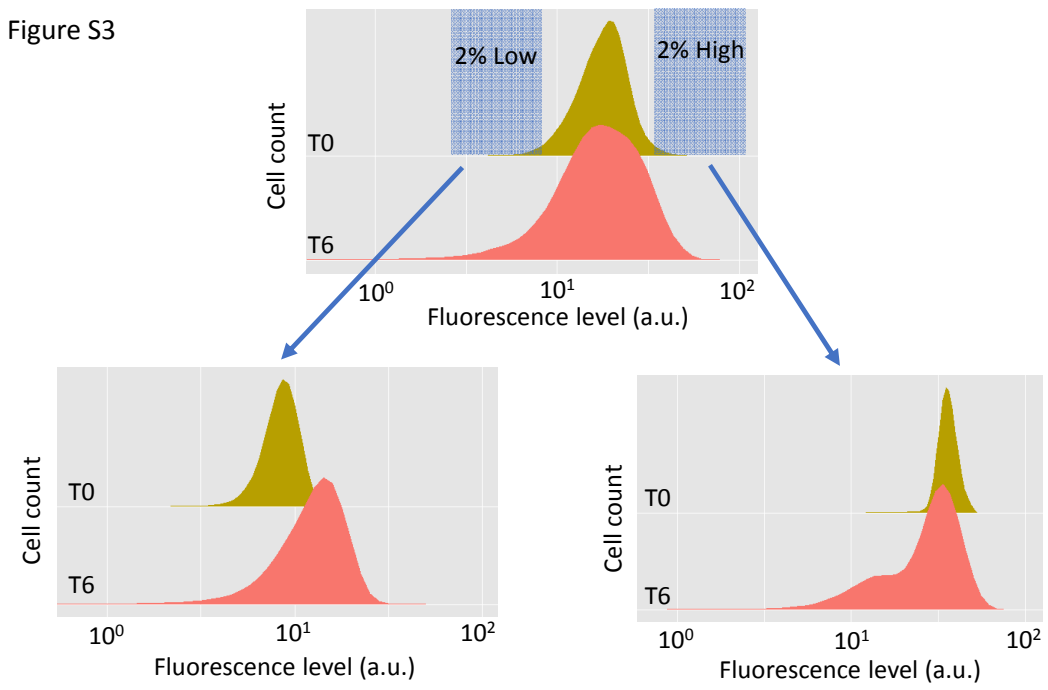 Figure S3
2% Low
2% High
Cell count
T0
T6
10⁰
10¹
10²
Fluorescence level (a.u.)
Cell count
T0
T6
10⁰
10¹
10²
Fluorescence level (a.u.)
Cell count
T0
T6
10⁰
10¹
10²
Fluorescence level (a.u.)